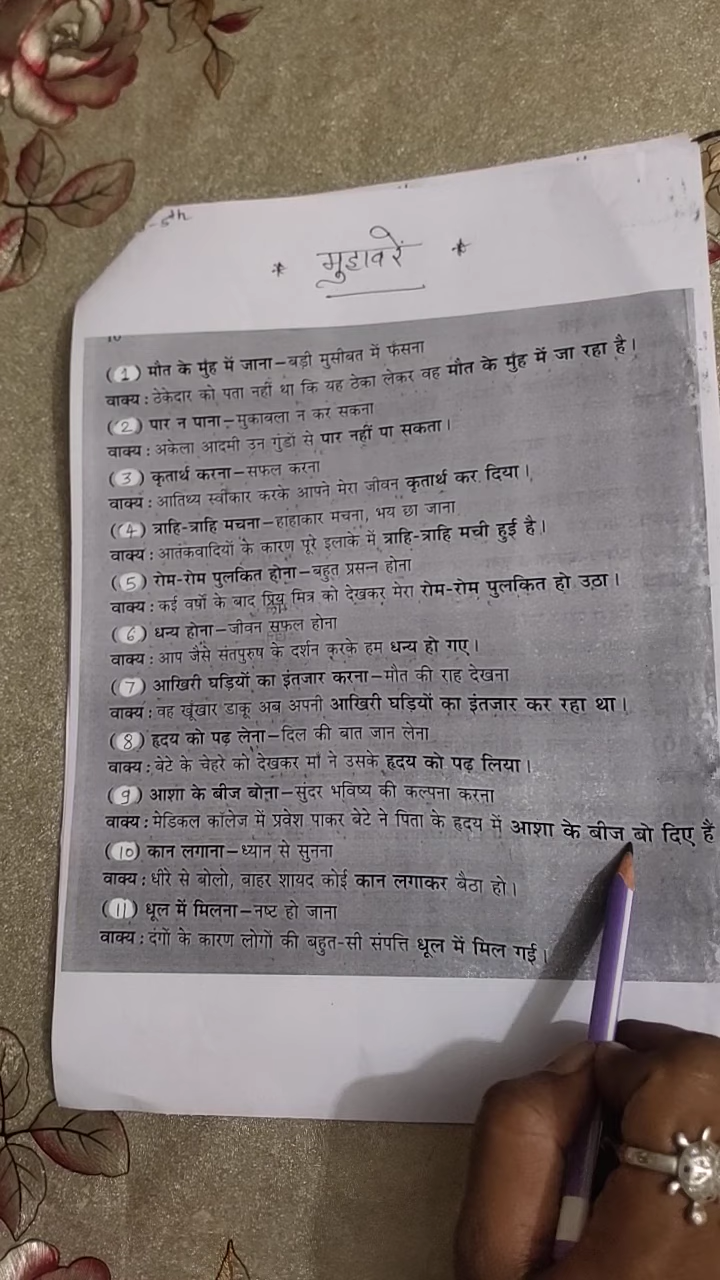 5th
* मुहावरें *
(1) मौत के मुंह में जाना–बड़ी मुसीबत में फंसना
वाक्य : ठेकेदार को पता नहीं था कि यह ठेका लेकर वह मौत के मुंह में जा रहा है।
(2) पार न पाना–मुकाबला न कर सकना
वाक्य : अकेला आदमी उन गुंडों से पार नहीं पा सकता।
(3) कृतार्थ करना–सफल करना
वाक्य : आतिथ्य स्वीकार करके आपने मेरा जीवन कृतार्थ कर दिया।
(4) त्राहि-त्राहि मचना–हाहाकार मचना, भय छा जाना
वाक्य : आतंकवादियों के कारण पूरे इलाके में त्राहि-त्राहि मची हुई है।
(5) रोम-रोम पुलकित होना–बहुत प्रसन्न होना
वाक्य : कई वर्षों के बाद प्रिय मित्र को देखकर मेरा रोम-रोम पुलकित हो उठा।
(6) धन्य होना–जीवन सफल होना
वाक्य : आप जैसे संतपुरुष के दर्शन करके हम धन्य हो गए।
(7) आखिरी घड़ियों का इंतजार करना–मौत की राह देखना
वाक्य : वह खूंखार डाकू अब अपनी आखिरी घड़ियों का इंतजार कर रहा था।
(8) हृदय को पढ़ लेना–दिल की बात जान लेना
वाक्य : बेटे के चेहरे को देखकर माँ ने उसके हृदय को पढ़ लिया।
(9) आशा के बीज बोना–सुंदर भविष्य की कल्पना करना
वाक्य : मेडिकल कॉलेज में प्रवेश पाकर बेटे ने पिता के हृदय में आशा के बीज बो दिए हैं
(10) कान लगाना–ध्यान से सुनना
वाक्य : धीरे से बोलो, बाहर शायद कोई कान लगाकर बैठा हो।
(11) धूल में मिलना–नष्ट हो जाना
वाक्य : दंगों के कारण लोगों की बहुत-सी संपत्ति धूल में मिल गई।